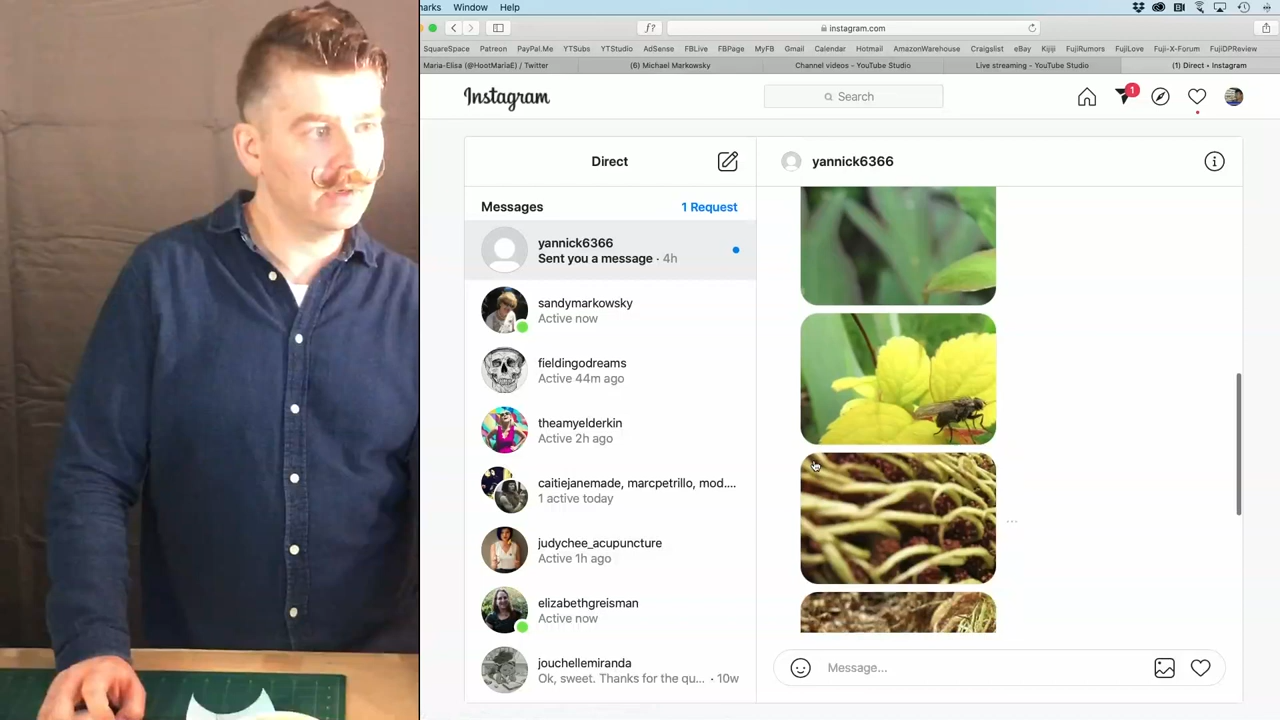 arks Window Help
ƒ? instagram.com
SquareSpace Patreon PayPal.Me YTSubs YTStudio AdSense FBLive FBPage MyFB Gmail Calendar Hotmail AmazonWarehouse Craigslist eBay Kijiji FujiRumors FujiLove Fuji-X-Forum FujiDPReview
Maria-Elisa (@HootMariaE) / Twitter (6) Michael Markowsky Channel videos - YouTube Studio Live streaming - YouTube Studio (1) Direct • Instagram
Instagram Search 1
Direct yannick6366
Messages 1 Request
yannick6366
Sent you a message · 4h
sandymarkowsky
Active now
fieldingodreams
Active 44m ago
theamyelderkin
Active 2h ago
caitiejanemade, marcpetrillo, mod....
1 active today
judychee_acupuncture
Active 1h ago
elizabethgreisman
Active now
jouchellemiranda
Ok, sweet. Thanks for the qu... · 10w
Message...